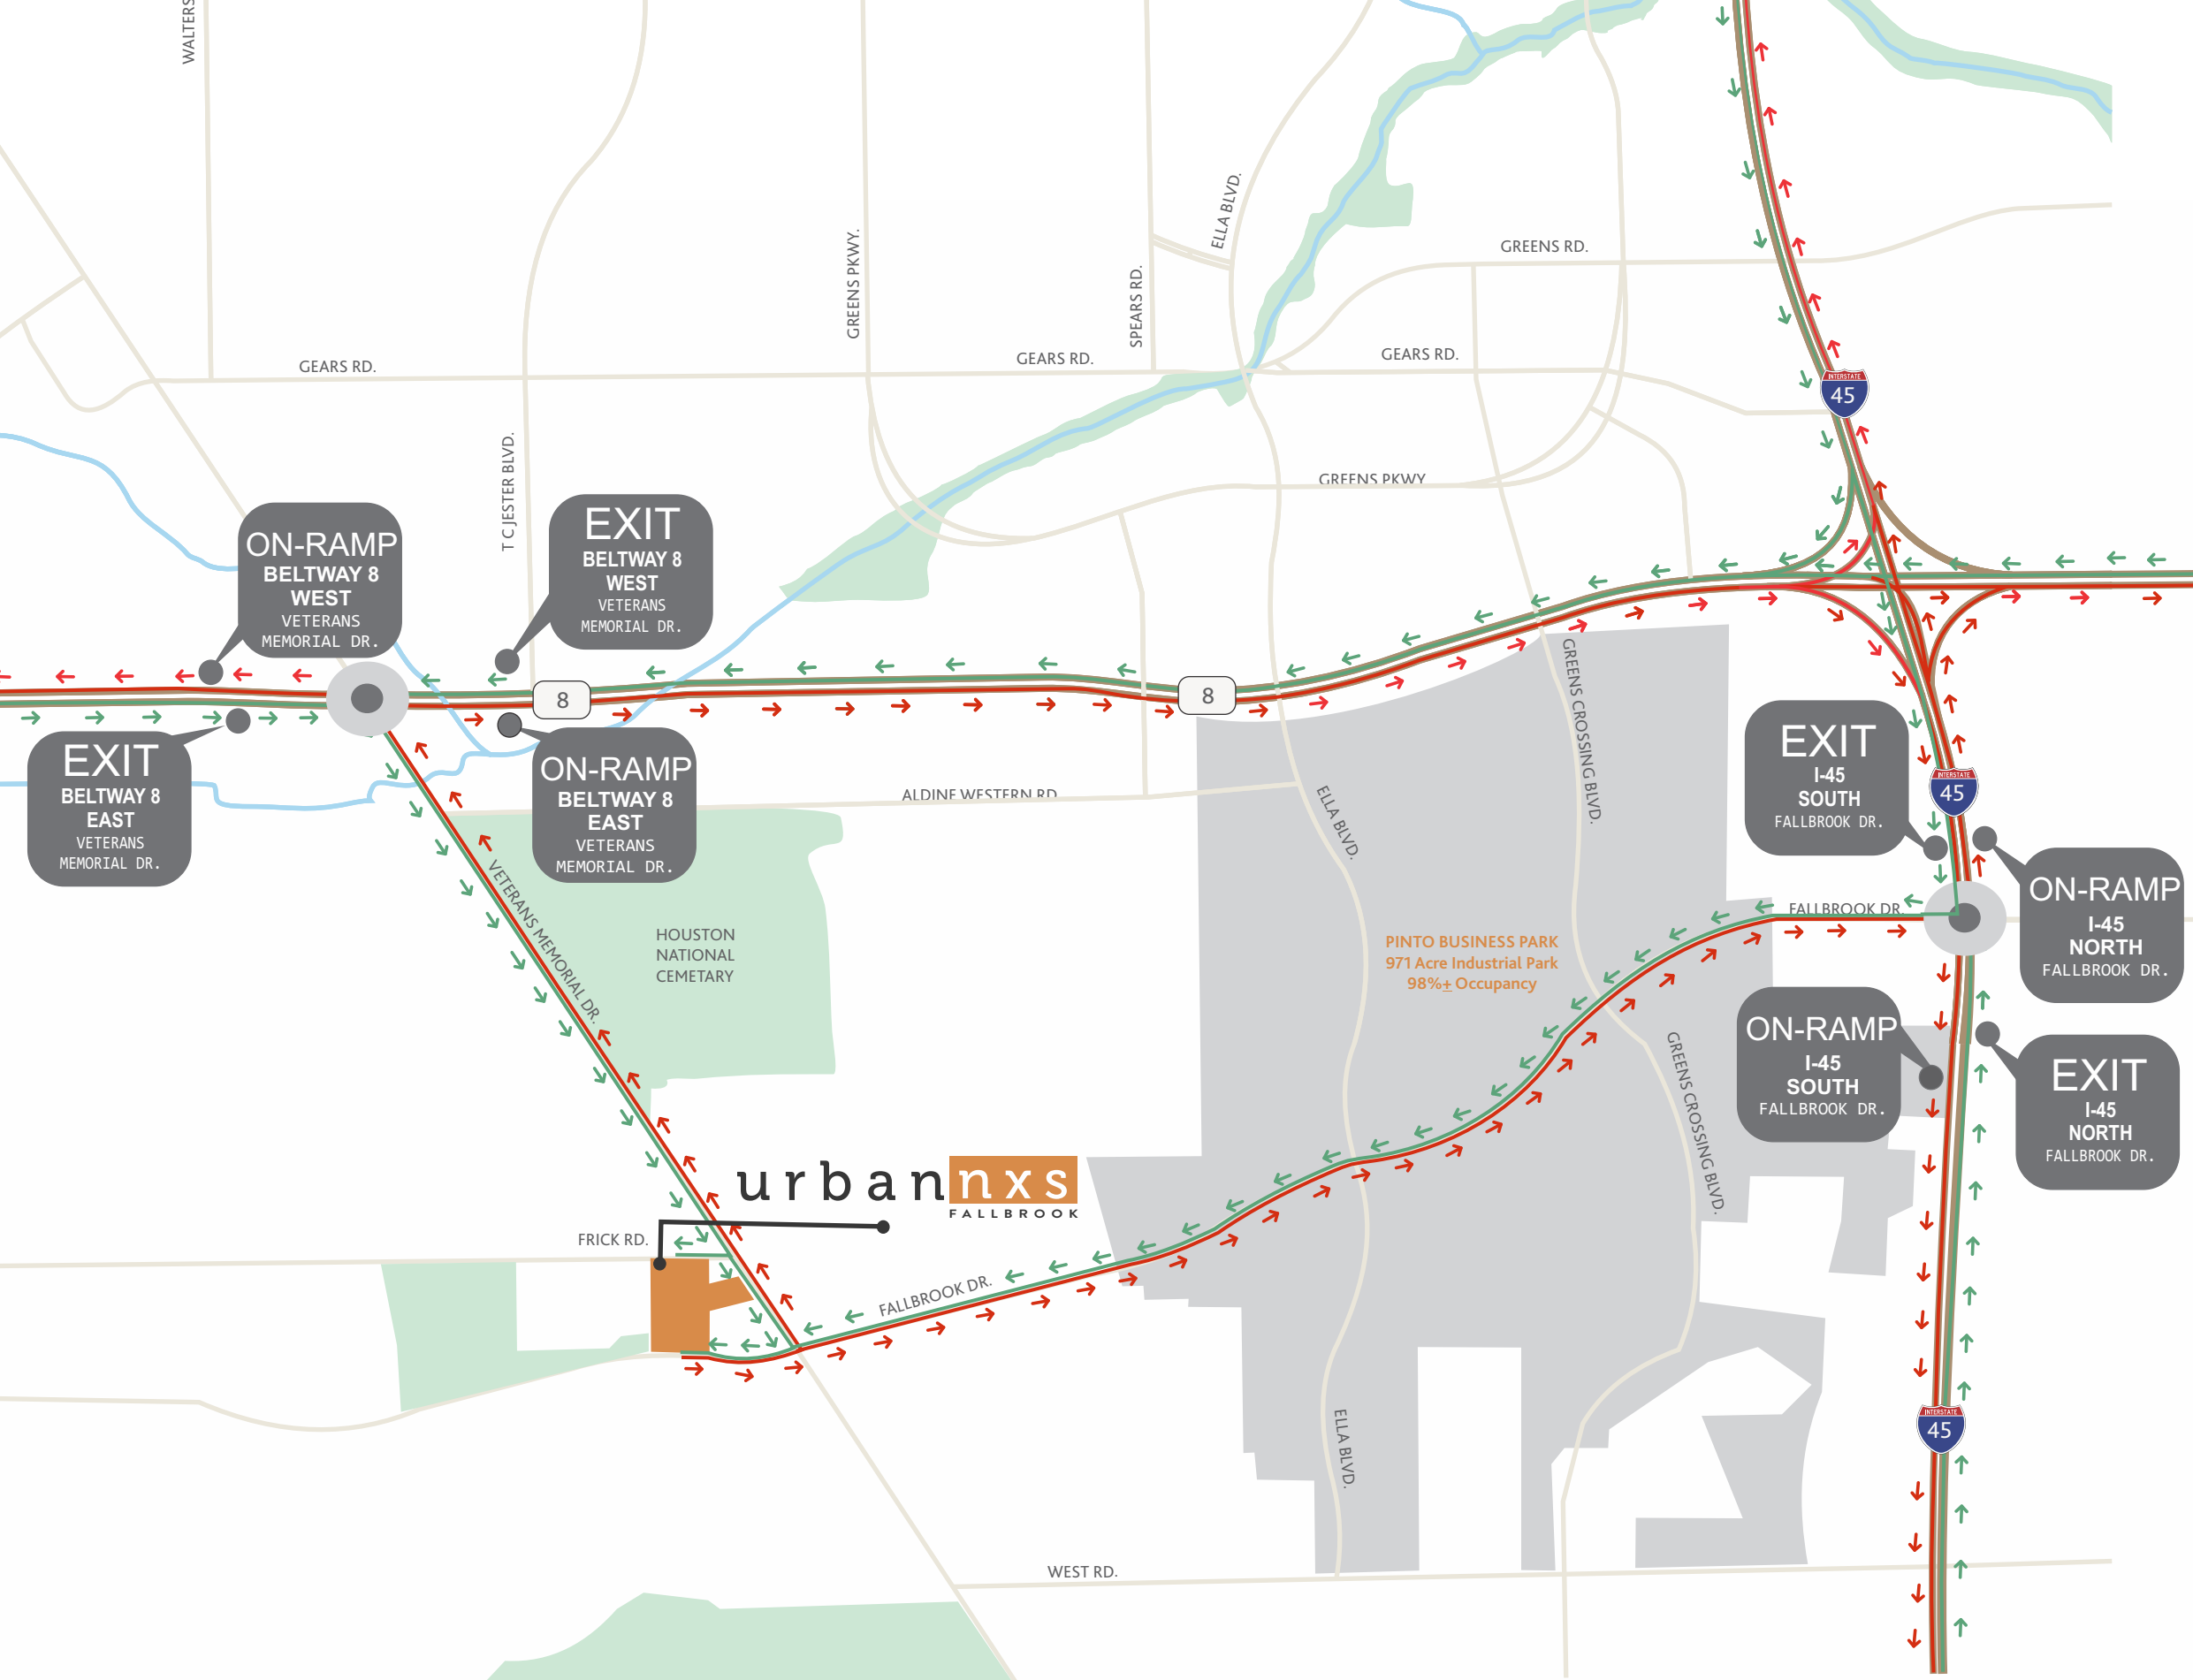 WALTERS
ELLA BLVD.
GREENS RD.
GREENS PKWY.
SPEARS RD.
GEARS RD.
GEARS RD.
GEARS RD.
INTERSTATE
45
T C JESTER BLVD.
GREENS PKWY
ON-RAMP
BELTWAY 8
WEST
VETERANS
MEMORIAL DR.
EXIT
BELTWAY 8
WEST
VETERANS
MEMORIAL DR.
8
8
GREENS CROSSING BLVD.
EXIT
BELTWAY 8
EAST
VETERANS
MEMORIAL DR.
ON-RAMP
BELTWAY 8
EAST
VETERANS
MEMORIAL DR.
ALDINE WESTERN RD
ELLA BLVD.
EXIT
I-45
SOUTH
FALLBROOK DR.
INTERSTATE
45
VETERANS MEMORIAL DR.
HOUSTON
NATIONAL
CEMETARY
PINTO BUSINESS PARK
971 Acre Industrial Park
98%± Occupancy
FALLBROOK DR.
ON-RAMP
I-45
NORTH
FALLBROOK DR.
ON-RAMP
I-45
SOUTH
FALLBROOK DR.
EXIT
I-45
NORTH
FALLBROOK DR.
GREENS CROSSING BLVD.
urban nxs
FALLBROOK
FRICK RD.
FALLBROOK DR.
ELLA BLVD.
INTERSTATE
45
WEST RD.